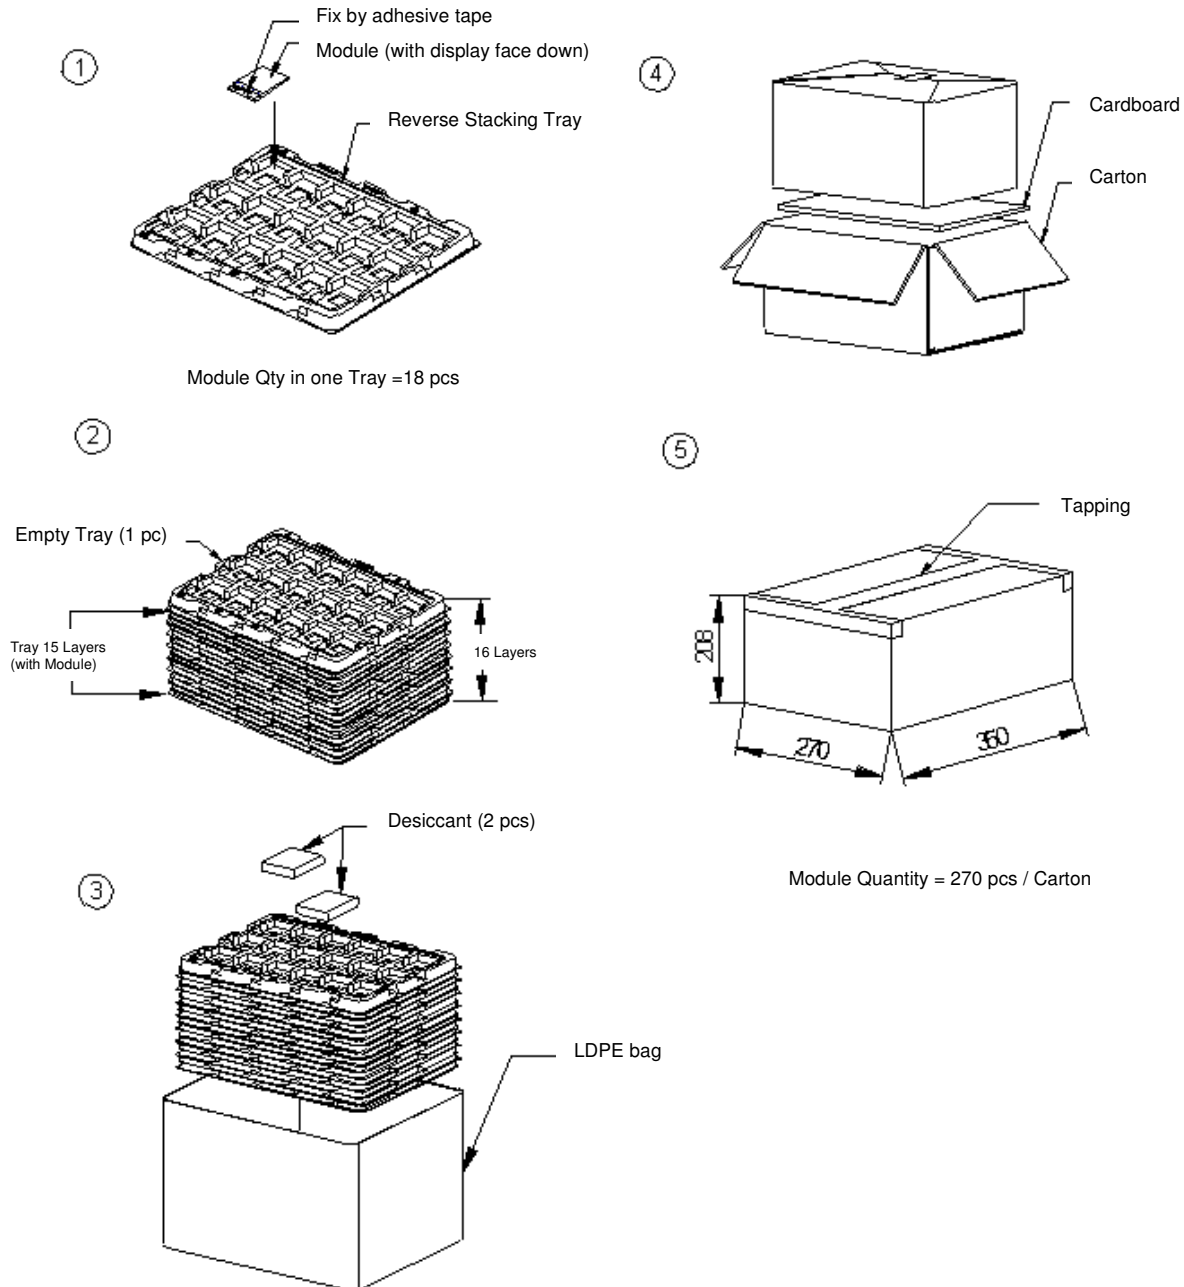 1
Fix by adhesive tape
Module (with display face down)
Reverse Stacking Tray
Module Qty in one Tray =18 pcs
2
Empty Tray (1 pc)
Tray 15 Layers
(with Module)
16 Layers
3
Desiccant (2 pcs)
LDPE bag
4
Cardboard
Carton
5
Tapping
208
270
350
Module Quantity = 270 pcs / Carton